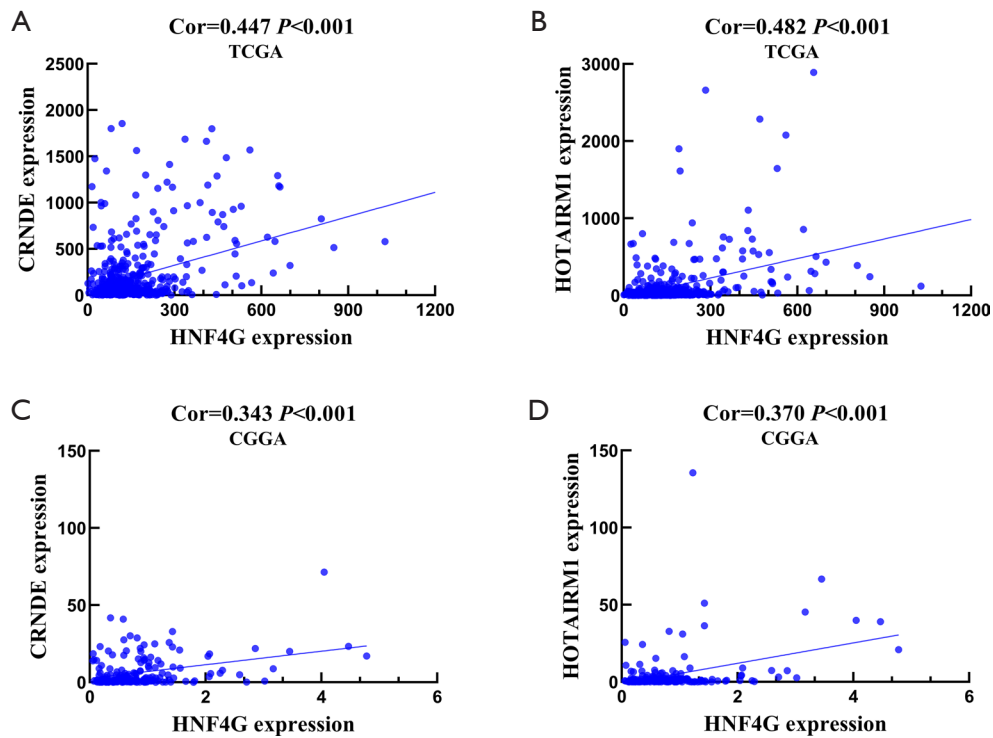 A
Cor=0.447 P<0.001
TCGA
CRNDE expression
2500
2000
1500
1000
500
0
0 300 600 900 1200
HNF4G expression
B
Cor=0.482 P<0.001
TCGA
HOTAIRM1 expression
3000
2000
1000
0
0 300 600 900 1200
HNF4G expression
C
Cor=0.343 P<0.001
CGGA
CRNDE expression
150
100
50
0
0 2 4 6
HNF4G expression
D
Cor=0.370 P<0.001
CGGA
HOTAIRM1 expression
150
100
50
0
0 2 4 6
HNF4G expression